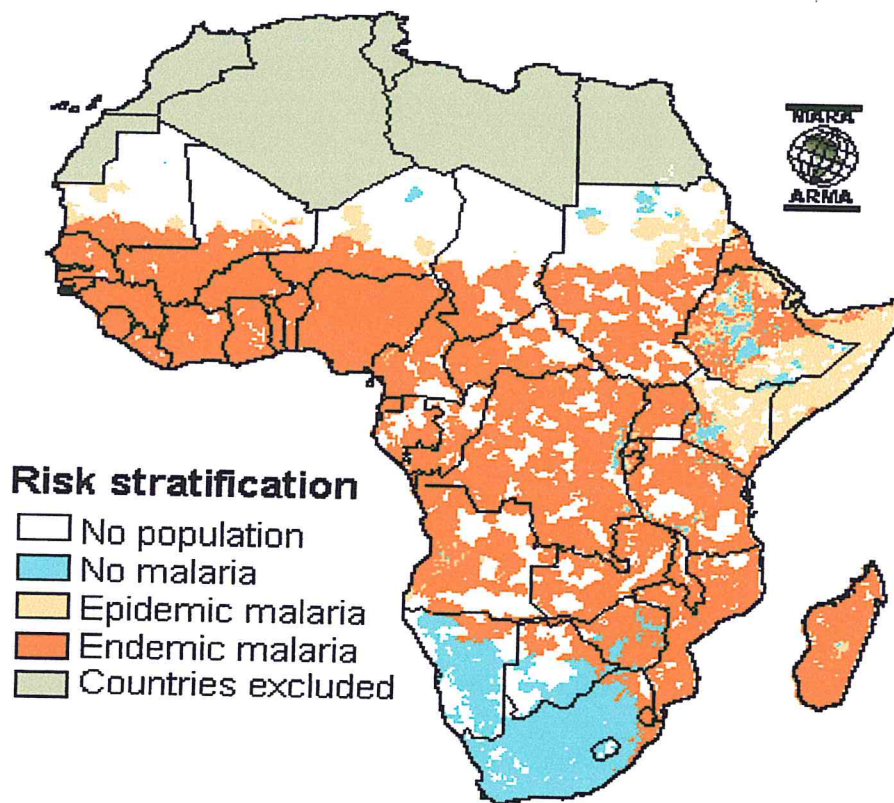 MARA
ARMA
Risk stratification
No population
No malaria
Epidemic malaria
Endemic malaria
Countries excluded